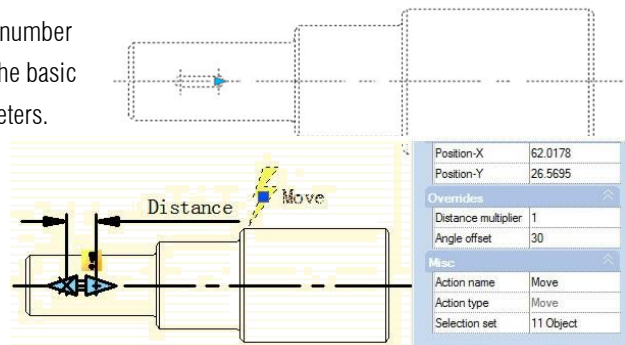 number
he basic
eters.
Distance
Move
Position-X 62.0178
Position-Y 26.5695
Overrides
Distance multiplier 1
Angle offset 30
Misc
Action name Move
Action type Move
Selection set 11 Object